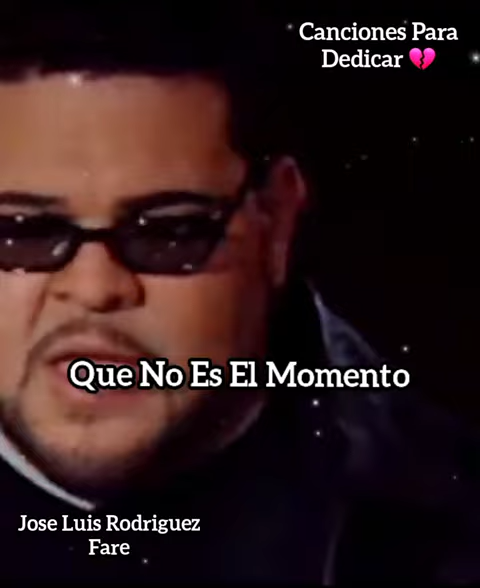 Canciones Para
Dedicar 💔
Que No Es El Momento
Jose Luis Rodriguez
Fare